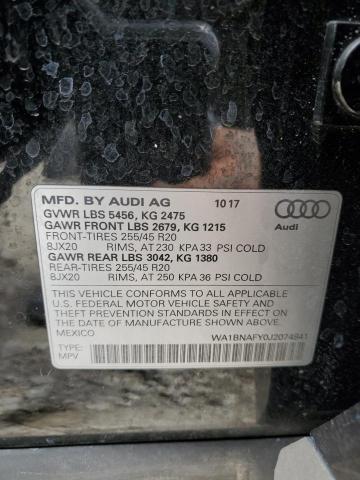 MFD. BY AUDI AG 10 17
GVWR LBS 5456, KG 2475
GAWR FRONT LBS 2679, KG 1215
FRONT-TIRES 255/45 R20
8JX20 RIMS, AT 230 KPA 33 PSI COLD
GAWR REAR LBS 3042, KG 1380
REAR-TIRES 255/45 R20
8JX20 RIMS, AT 250 KPA 36 PSI COLD
Audi
THIS VEHICLE CONFORMS TO ALL APPLICABLE
U.S. FEDERAL MOTOR VEHICLE SAFETY AND
THEFT PREVENTION STANDARDS IN EFFECT ON
THE DATE OF MANUFACTURE SHOWN ABOVE.
MEXICO
WA1BNAFY0J2074841
TYPE:
MPV